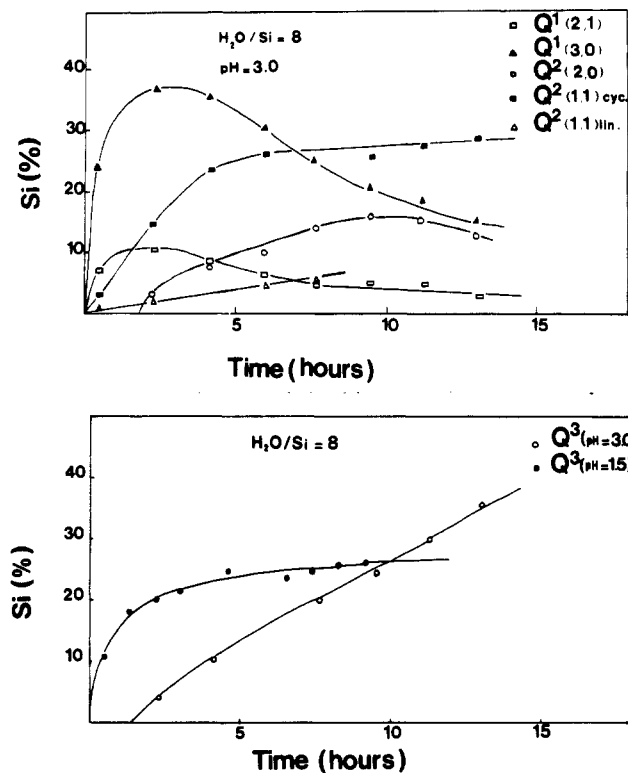 H₂O/Si = 8
pH = 3.0
□ Q¹(2,1)
▲ Q¹(3,0)
○ Q²(2,0)
■ Q²(1,1) cyc.
△ Q²(1,1) lin.
40
30
20
10
Si (%)
5
10
15
Time (hours)
H₂O/Si = 8
○ Q³(pH=3.0
■ Q³(pH=1.5)
40
30
20
10
Si (%)
5
10
15
Time (hours)